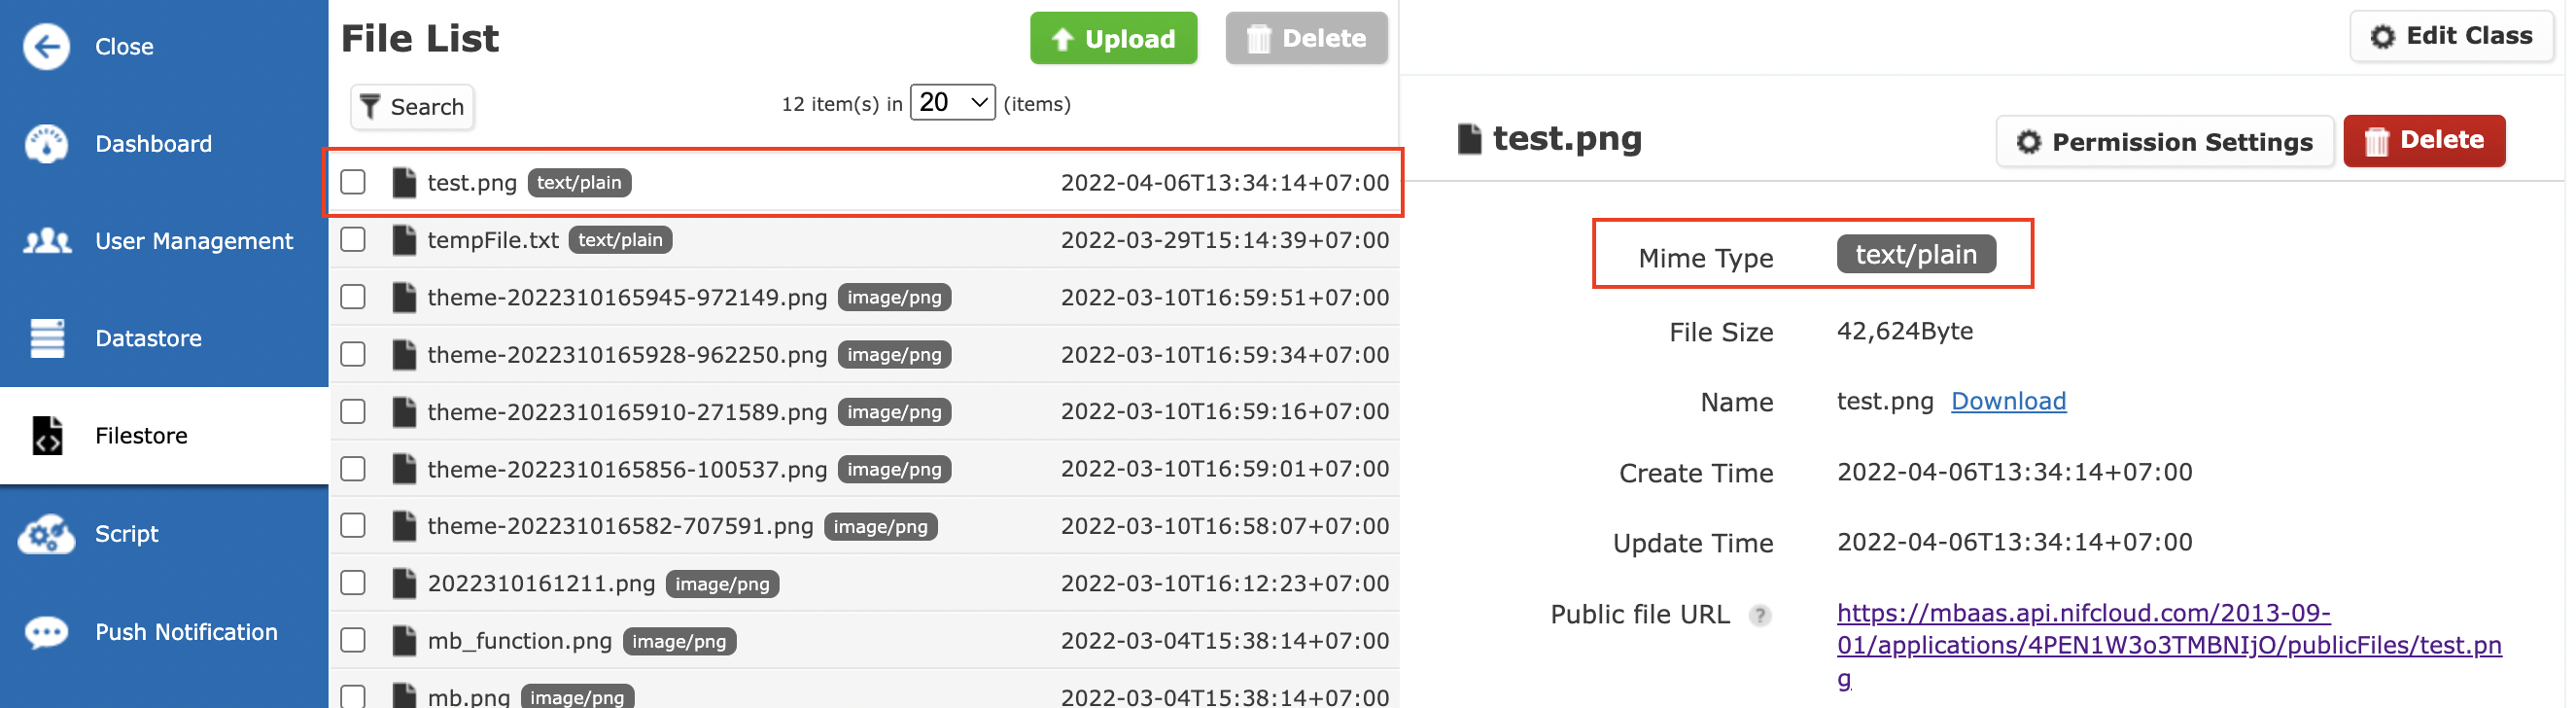 Close
Dashboard
User Management
Datastore
Filestore
Script
Push Notification
File List
Upload
Delete
Search
12 item(s) in 20 (items)
test.png text/plain 2022-04-06T13:34:14+07:00
tempFile.txt text/plain 2022-03-29T15:14:39+07:00
theme-2022310165945-972149.png image/png 2022-03-10T16:59:51+07:00
theme-2022310165928-962250.png image/png 2022-03-10T16:59:34+07:00
theme-2022310165910-271589.png image/png 2022-03-10T16:59:16+07:00
theme-2022310165856-100537.png image/png 2022-03-10T16:59:01+07:00
theme-202231016582-707591.png image/png 2022-03-10T16:58:07+07:00
2022310161211.png image/png 2022-03-10T16:12:23+07:00
mb_function.png image/png 2022-03-04T15:38:14+07:00
mb.png image/png 2022-03-04T15:38:14+07:00
Edit Class
test.png
Permission Settings
Delete
Mime Type text/plain
File Size 42,624Byte
Name test.png Download
Create Time 2022-04-06T13:34:14+07:00
Update Time 2022-04-06T13:34:14+07:00
Public file URL ? https://mbaas.api.nifcloud.com/2013-09-
01/applications/4PEN1W3o3TMBNIjO/publicFiles/test.pn
g